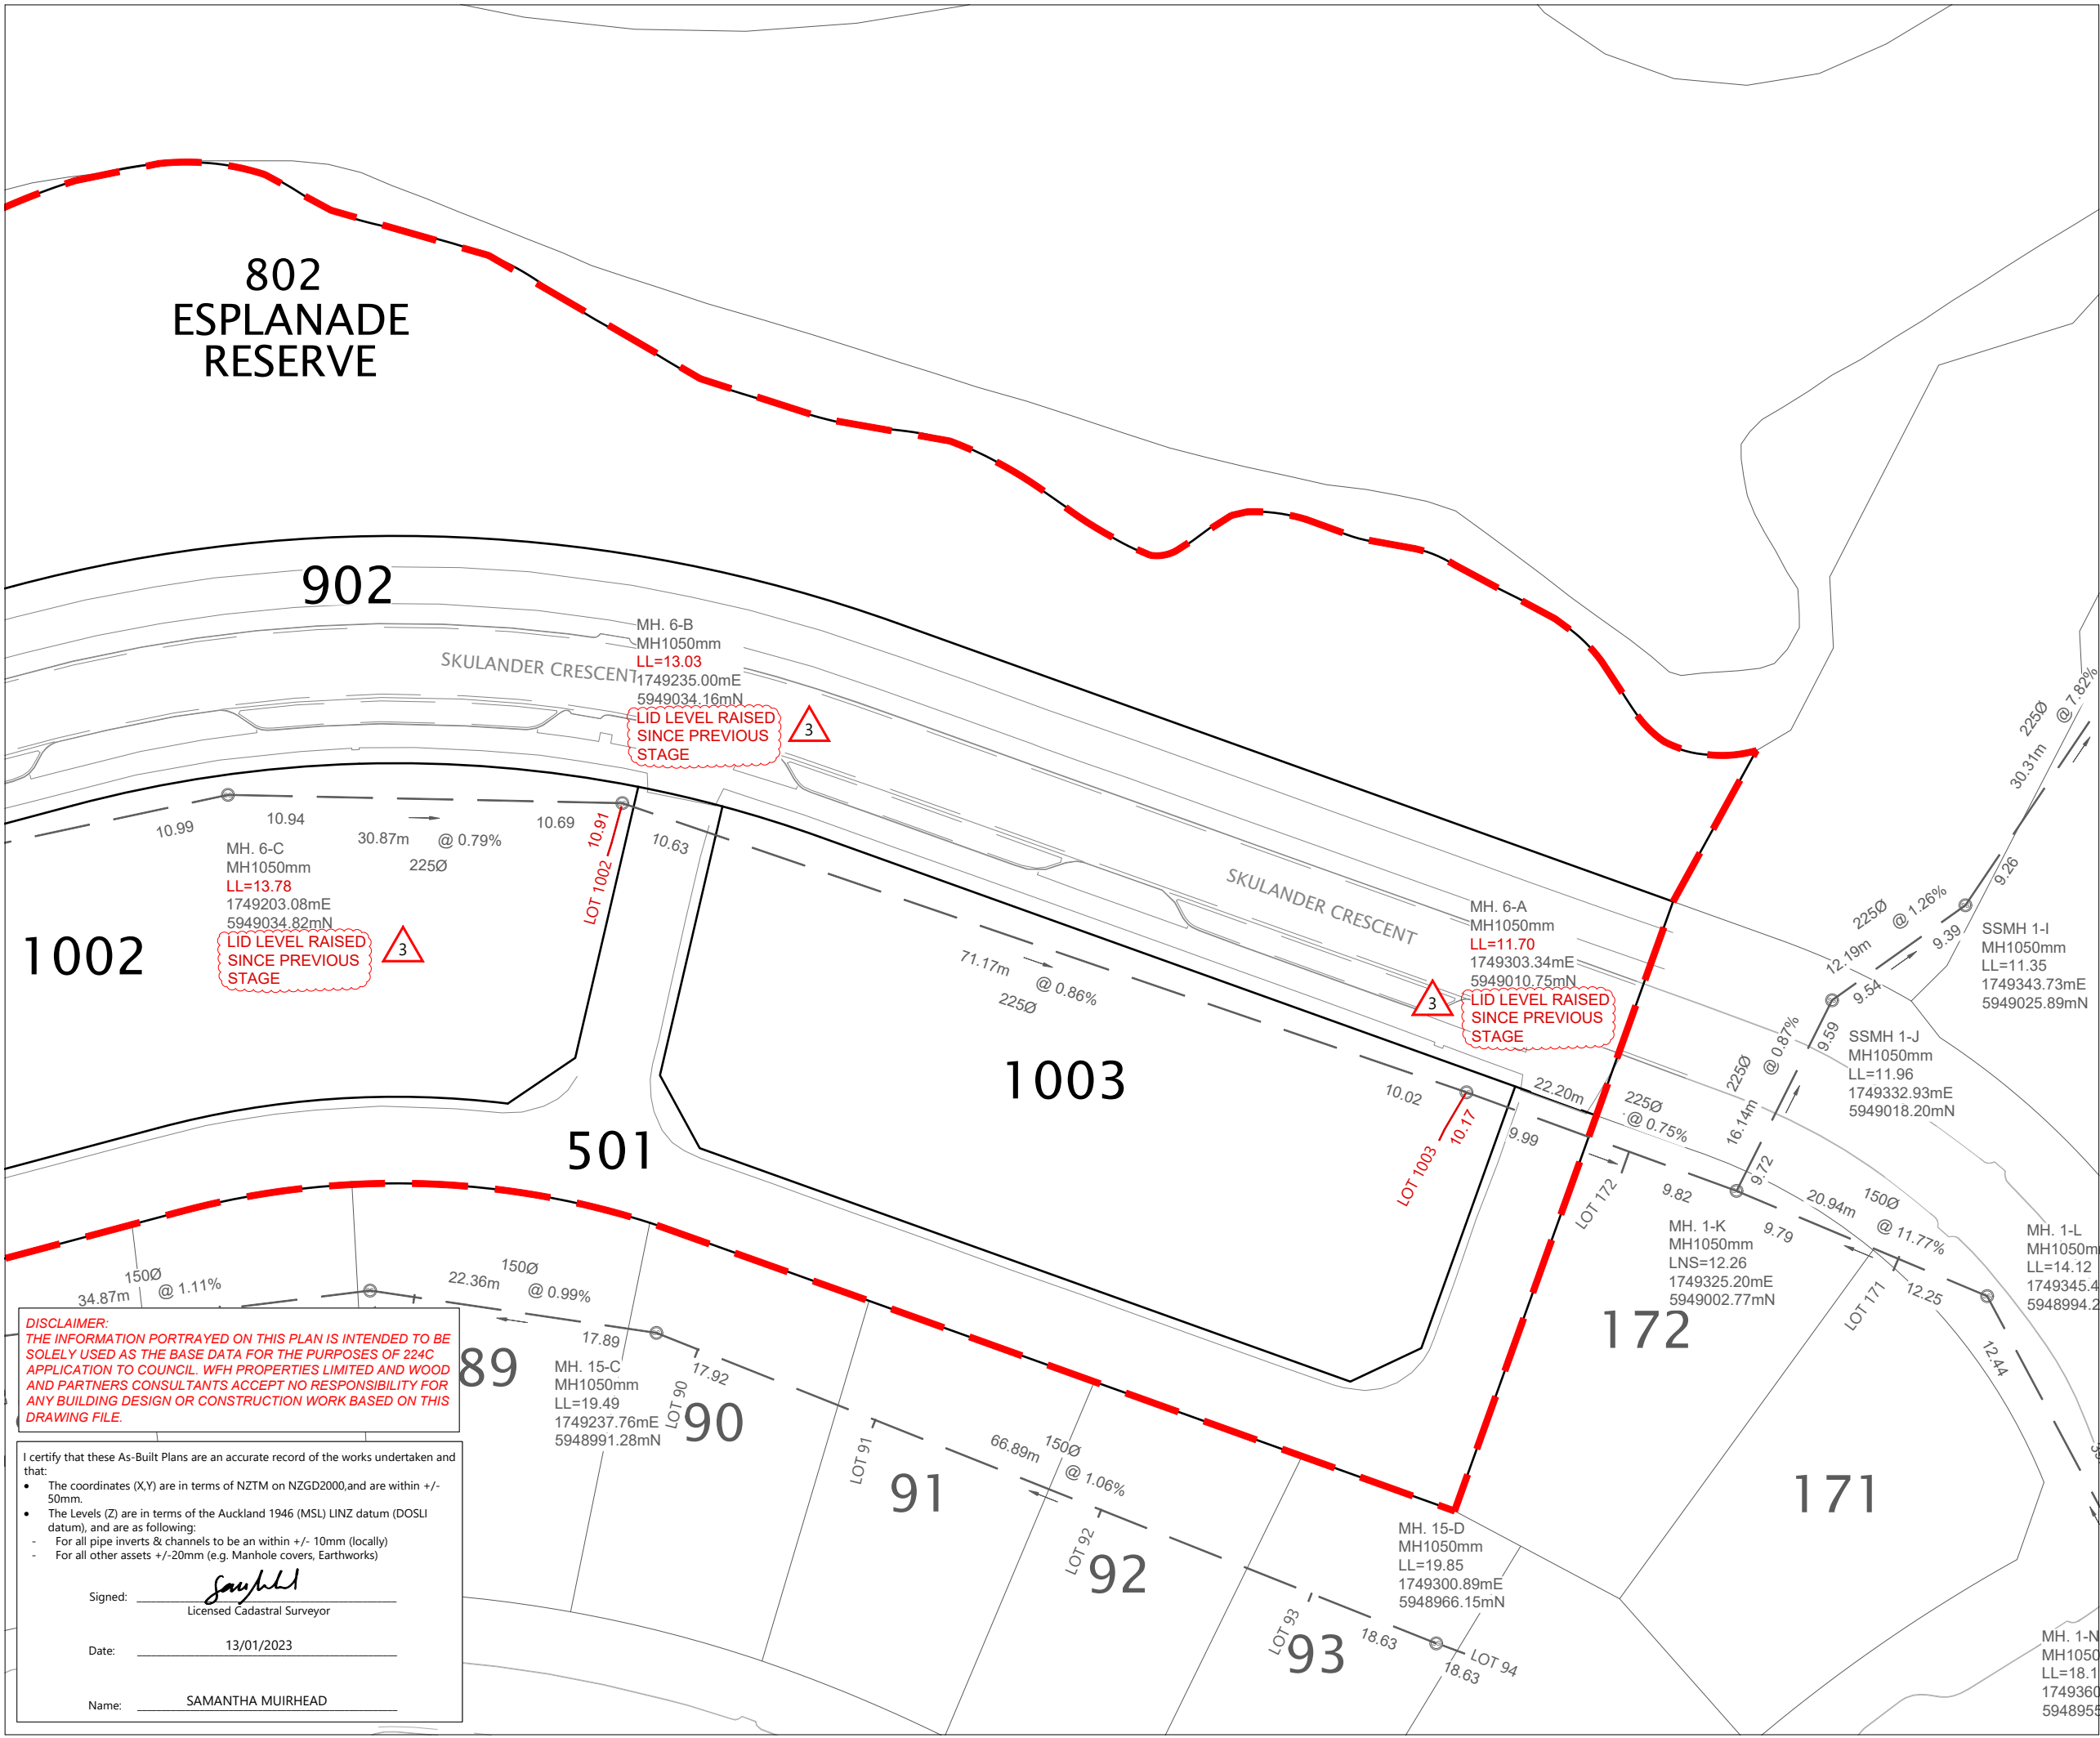 802
ESPLANADE
RESERVE
902
SKULANDER CRESCENT
MH. 6-B
MH1050mm
LL=13.03
1749235.00mE
5949034.16mN
LID LEVEL RAISED
SINCE PREVIOUS
STAGE
3
10.99
10.94
30.87m
@ 0.79%
225Ø
10.69
10.91
LOT 1002
10.63
MH. 6-C
MH1050mm
LL=13.78
1749203.08mE
5949034.82mN
LID LEVEL RAISED
SINCE PREVIOUS
STAGE
3
1002
71.17m
@ 0.86%
225Ø
SKULANDER CRESCENT
MH. 6-A
MH1050mm
LL=11.70
1749303.34mE
5949010.75mN
LID LEVEL RAISED
SINCE PREVIOUS
STAGE
3
1003
10.02
10.17
LOT 1003
22.20m
225Ø
@ 0.75%
9.99
LOT 172
9.82
225Ø
@ 7.82%
30.31m
9.26
225Ø
@ 1.26%
12.19m
9.39
9.54
SSMH 1-I
MH1050mm
LL=11.35
1749343.73mE
5949025.89mN
SSMH 1-J
MH1050mm
LL=11.96
1749332.93mE
5949018.20mN
9.59
@ 0.87%
225Ø
16.14m
9.72
MH. 1-K
MH1050mm
LNS=12.26
1749325.20mE
5949002.77mN
9.79
20.94m
150Ø
@ 11.77%
MH. 1-L
MH1050m
LL=14.12
1749345.4
5948994.2
LOT 171
12.25
12.44
172
171
501
150Ø
34.87m
@ 1.11%
22.36m
150Ø
@ 0.99%
17.89
17.92
MH. 15-C
MH1050mm
LL=19.49
1749237.76mE
5948991.28mN
LOT 90
89
90
LOT 91
91
66.89m
150Ø
@ 1.06%
LOT 92
92
MH. 15-D
MH1050mm
LL=19.85
1749300.89mE
5948966.15mN
LOT 93
93
18.63
18.63
LOT 94
MH. 1-N
MH1050
LL=18.1
1749360
5948955
DISCLAIMER:
THE INFORMATION PORTRAYED ON THIS PLAN IS INTENDED TO BE
SOLELY USED AS THE BASE DATA FOR THE PURPOSES OF 224C
APPLICATION TO COUNCIL. WFH PROPERTIES LIMITED AND WOOD
AND PARTNERS CONSULTANTS ACCEPT NO RESPONSIBILITY FOR
ANY BUILDING DESIGN OR CONSTRUCTION WORK BASED ON THIS
DRAWING FILE.
I certify that these As-Built Plans are an accurate record of the works undertaken and
that:
• The coordinates (X,Y) are in terms of NZTM on NZGD2000,and are within +/-
50mm.
• The Levels (Z) are in terms of the Auckland 1946 (MSL) LINZ datum (DOSLI
datum), and are as following:
- For all pipe inverts & channels to be an within +/- 10mm (locally)
- For all other assets +/-20mm (e.g. Manhole covers, Earthworks)
Signed:
Licensed Cadastral Surveyor
Date: 13/01/2023
Name: SAMANTHA MUIRHEAD